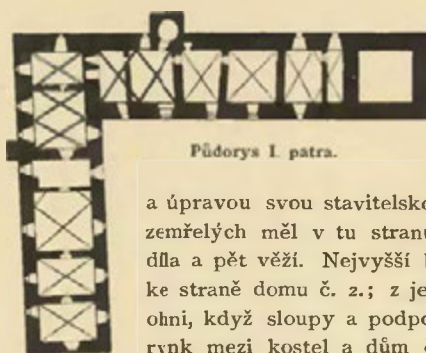 Půdorys I. patra.
a úpravou svou stavitelsko
zemřelých měl v tu stranu
díla a pět věží. Nejvyšší
ke straně domu č. 2.; z je
ohni, když sloupy a podpo
rynk mezi kostel a dům